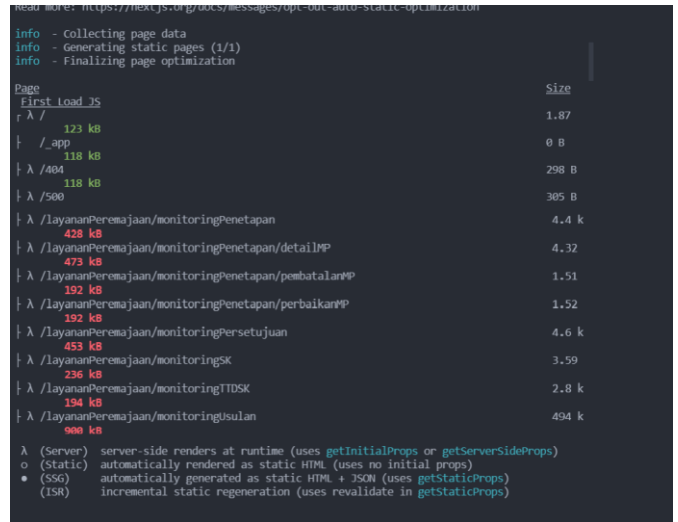 Read more: https://nextjs.org/docs/messages/opt-out-auto-static-optimization
info  - Collecting page data
info  - Generating static pages (1/1)
info  - Finalizing page optimization
Page Size
First Load JS
┌ λ / 1.87
123 kB
├   /_app 0 B
118 kB
├ λ /404 298 B
118 kB
├ λ /500 305 B
├ λ /layananPeremajaan/monitoringPenetapan 4.4 k
428 kB
├ λ /layananPeremajaan/monitoringPenetapan/detailMP 4.32
473 kB
├ λ /layananPeremajaan/monitoringPenetapan/pembatalanMP 1.51
192 kB
├ λ /layananPeremajaan/monitoringPenetapan/perbaikanMP 1.52
192 kB
├ λ /layananPeremajaan/monitoringPersetujuan 4.6 k
453 kB
├ λ /layananPeremajaan/monitoringSK 3.59
236 kB
├ λ /layananPeremajaan/monitoringTTDSK 2.8 k
194 kB
├ λ /layananPeremajaan/monitoringUsulan 494 k
900 kB
λ  (Server)  server-side renders at runtime (uses getInitialProps or getServerSideProps)
○  (Static)  automatically rendered as static HTML (uses no initial props)
●  (SSG)     automatically generated as static HTML + JSON (uses getStaticProps)
(ISR)     incremental static regeneration (uses revalidate in getStaticProps)